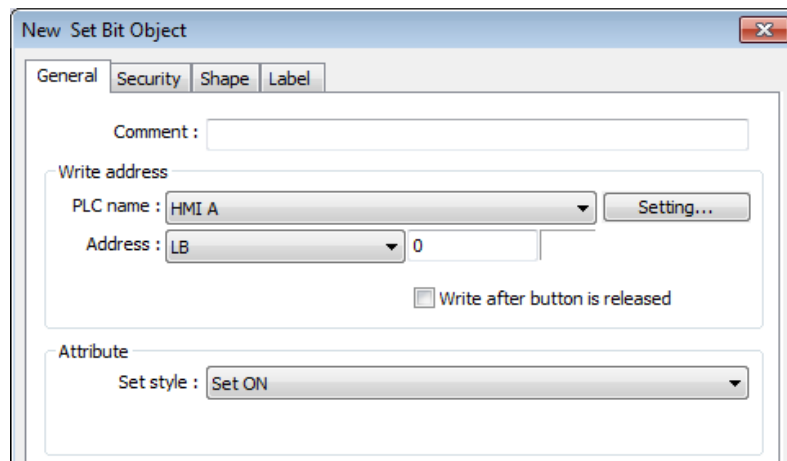 New Set Bit Object
General Security Shape Label
Comment :
Write address
PLC name : HMI A Setting...
Address : LB 0
Write after button is released
Attribute
Set style : Set ON